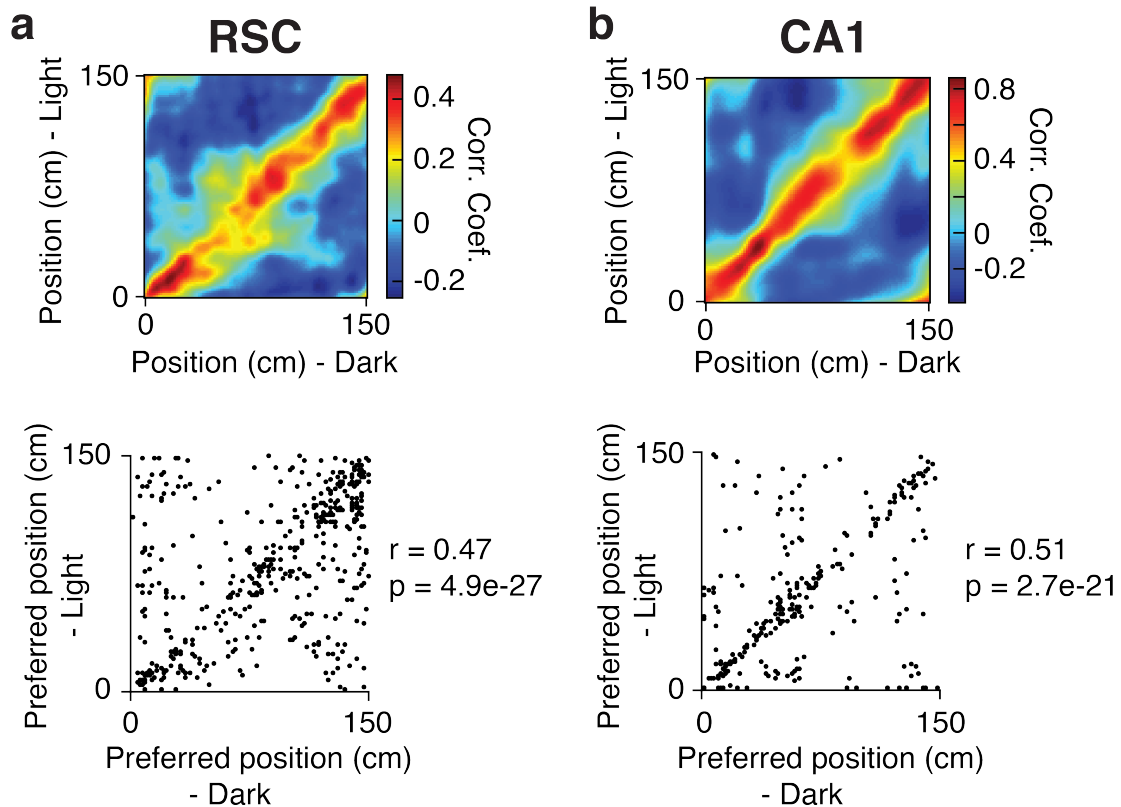 a
RSC
Position (cm) - Light
150
0
0
150
Position (cm) - Dark
0.4
0.2
0
-0.2
Corr. Coef.
b
CA1
Position (cm) - Light
150
0
0
150
Position (cm) - Dark
0.8
0.4
0
-0.2
Corr. Coef.
Preferred position (cm)
- Light
150
0
0
150
Preferred position (cm)
- Dark
r = 0.47
p = 4.9e-27
Preferred position (cm)
- Light
150
0
0
150
Preferred position (cm)
- Dark
r = 0.51
p = 2.7e-21